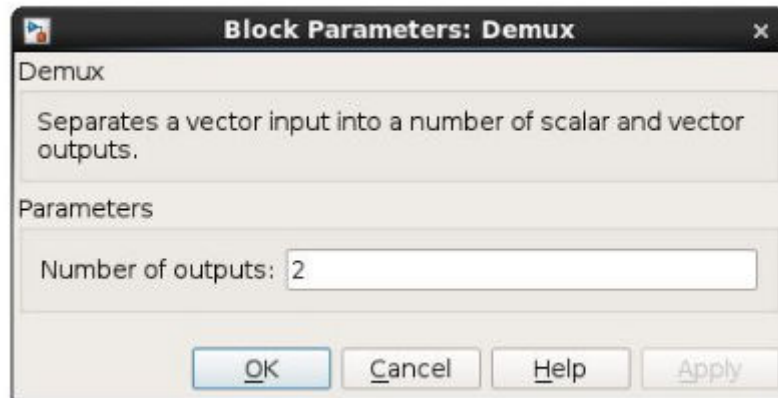 Block Parameters: Demux
Demux
Separates a vector input into a number of scalar and vector
outputs.
Parameters
Number of outputs: 2
OK Cancel Help Apply